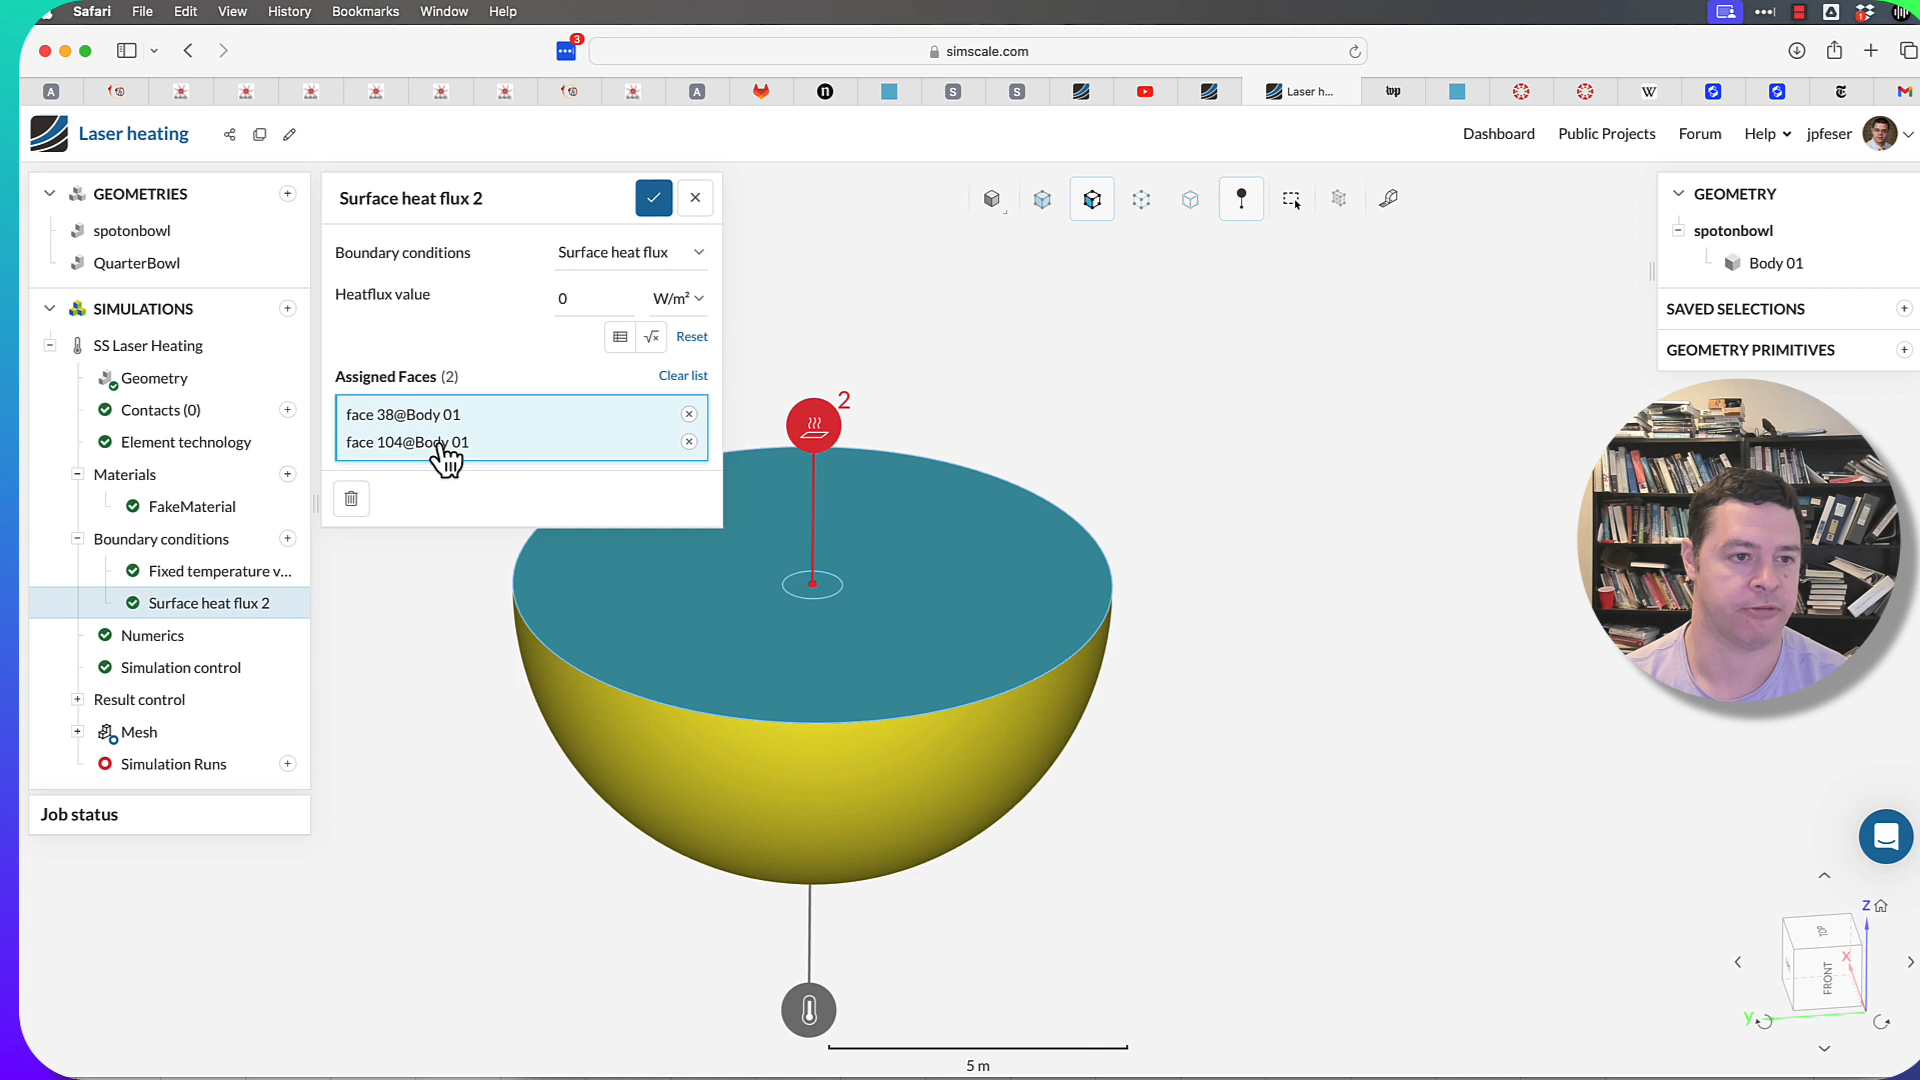 Safari File Edit View History Bookmarks Window Help
3
simscale.com
Laser h...
Laser heating
Dashboard Public Projects Forum Help jpfeser
GEOMETRIES
spotonbowl
QuarterBowl
SIMULATIONS
SS Laser Heating
Geometry
Contacts (0)
Element technology
Materials
FakeMaterial
Boundary conditions
Fixed temperature v...
Surface heat flux 2
Numerics
Simulation control
Result control
Mesh
Simulation Runs
Job status
Surface heat flux 2
Boundary conditions Surface heat flux
Heatflux value 0 W/m²
√x Reset
Assigned Faces (2) Clear list
face 38@Body 01
face 104@Body 01
2
5 m
GEOMETRY
spotonbowl
Body 01
SAVED SELECTIONS
GEOMETRY PRIMITIVES
Z
TOP
X
FRONT
y